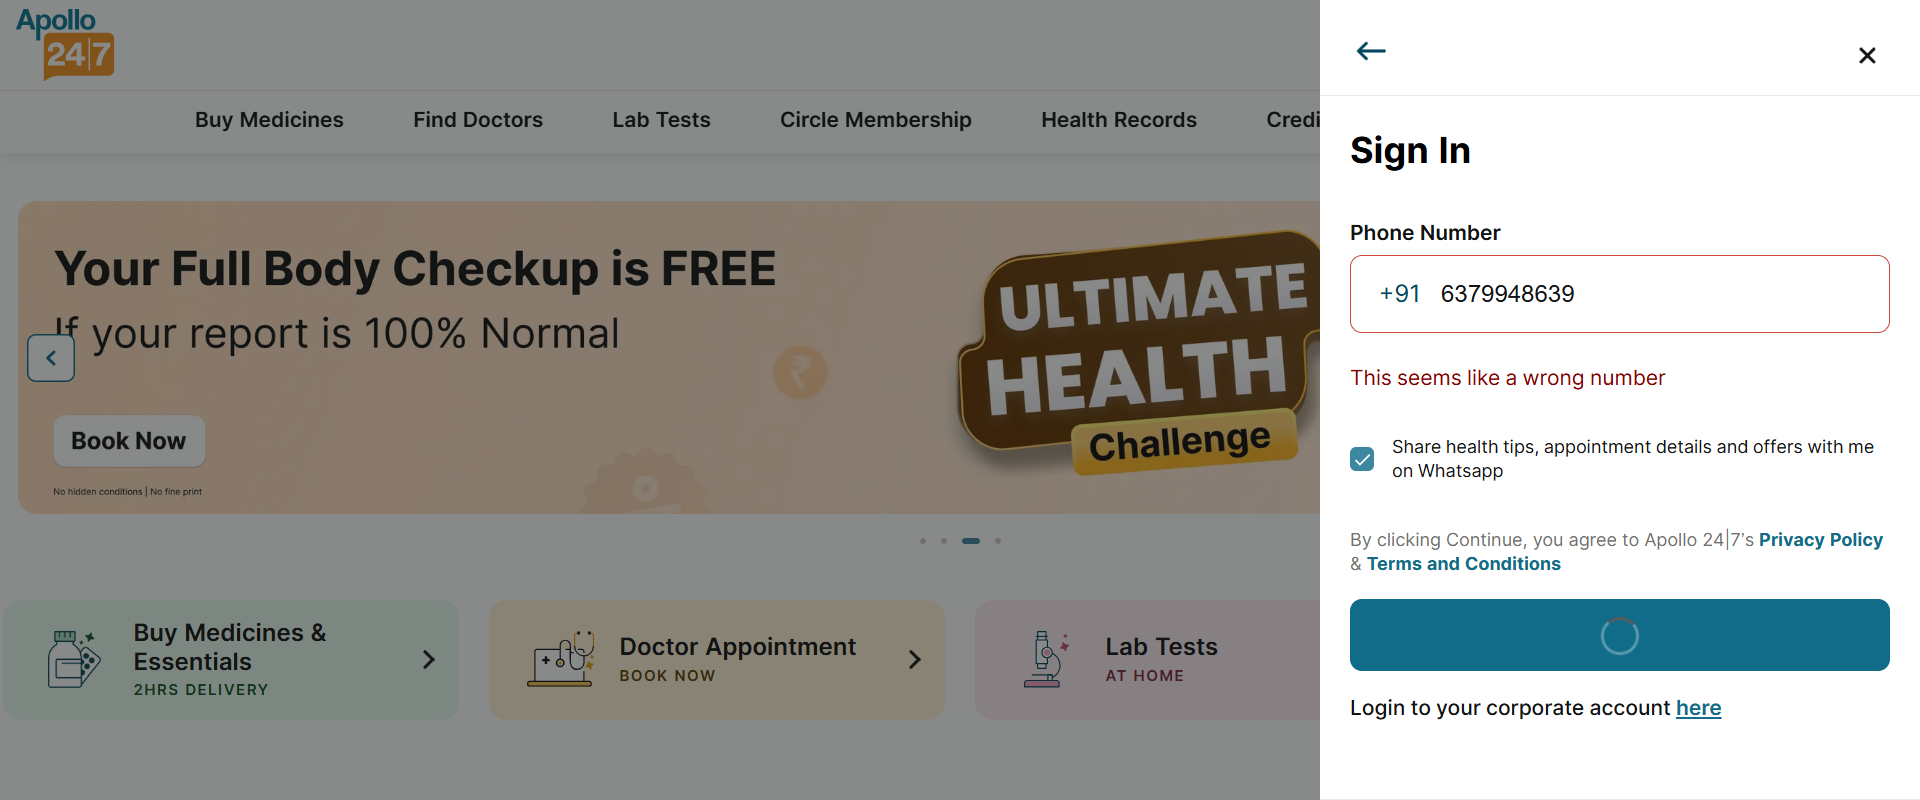 Apollo
24|7
Buy Medicines
Find Doctors
Lab Tests
Circle Membership
Health Records
Credi
Your Full Body Checkup is FREE
If your report is 100% Normal
Book Now
No hidden conditions | No fine print
₹
ULTIMATE
HEALTH
Challenge
Buy Medicines &
Essentials
2HRS DELIVERY
Doctor Appointment
BOOK NOW
Lab Tests
AT HOME
Sign In
Phone Number
+91 6379948639
This seems like a wrong number
Share health tips, appointment details and offers with me
on Whatsapp
By clicking Continue, you agree to Apollo 24|7's Privacy Policy
& Terms and Conditions
Login to your corporate account here